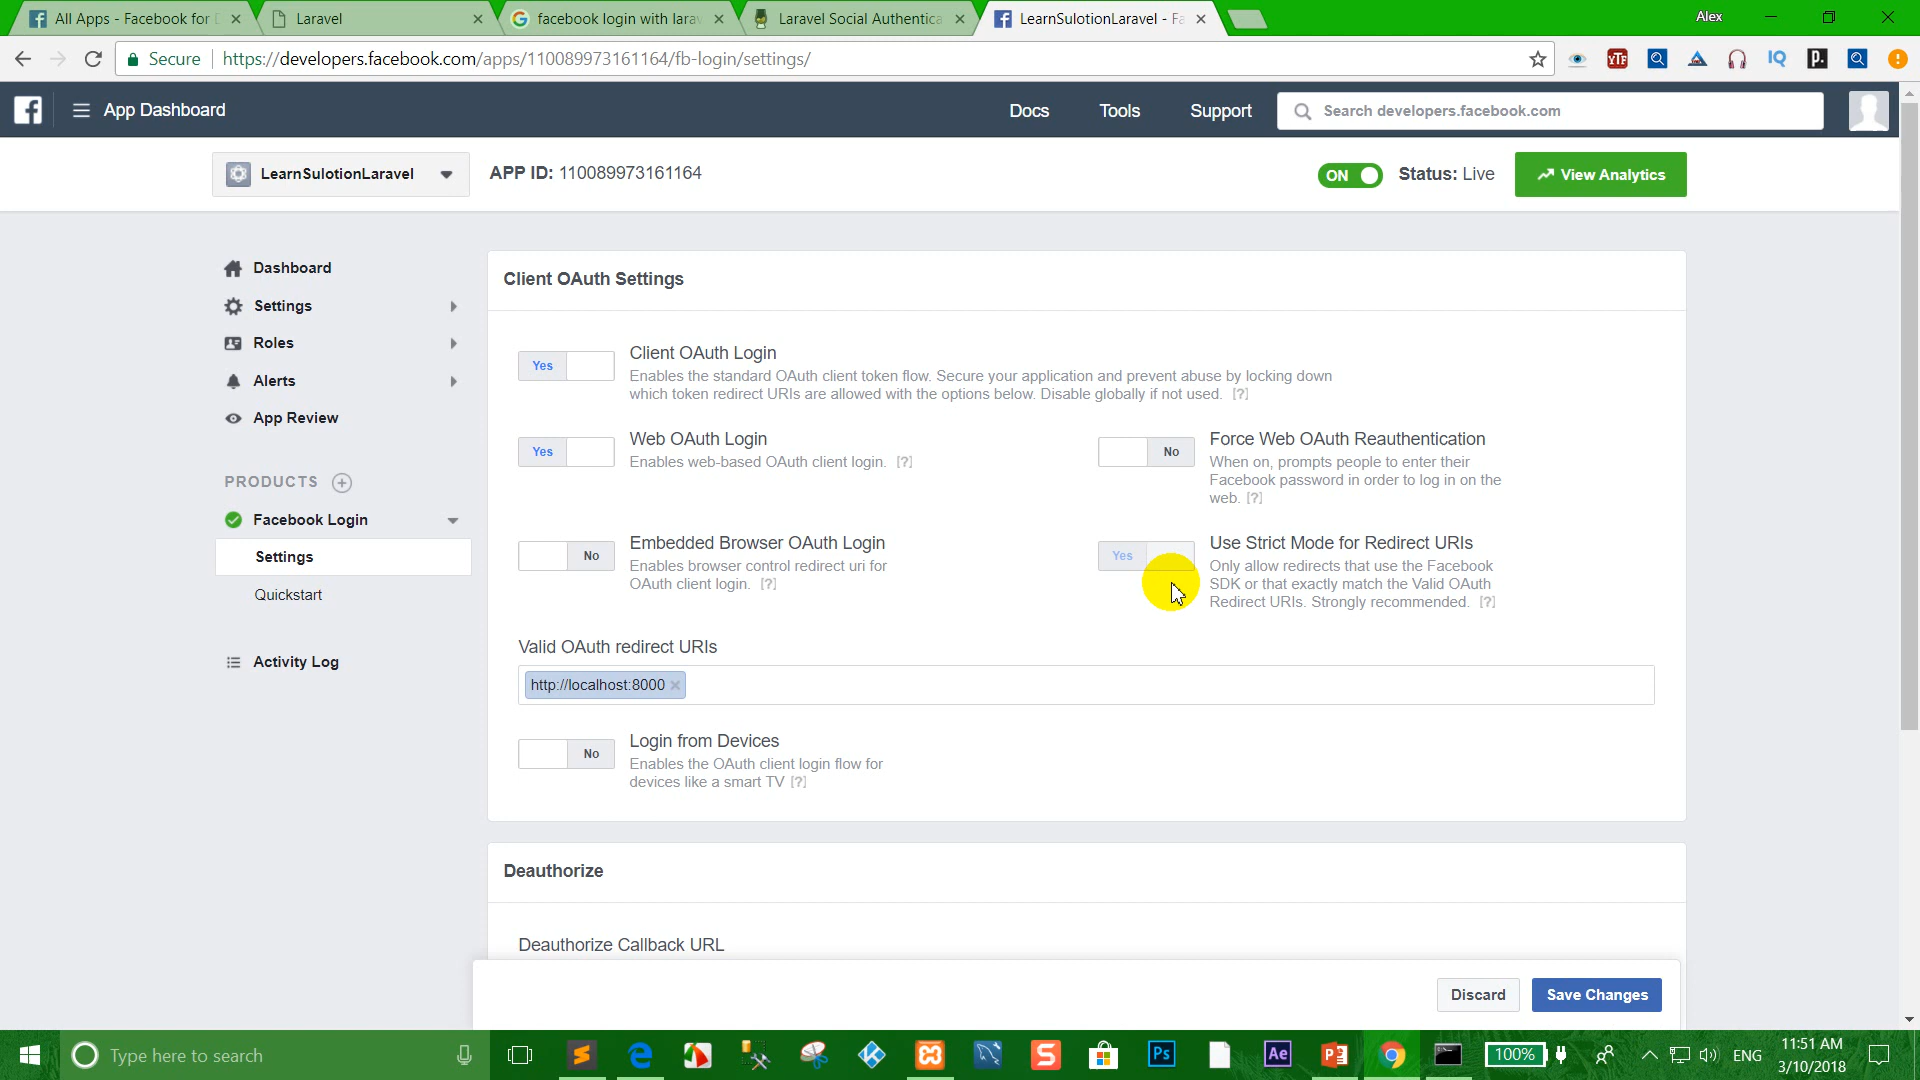 All Apps - Facebook for D
Laravel
facebook login with larav
Laravel Social Authentica
LearnSulotionLaravel - Fa
Alex
Secure
https://developers.facebook.com/apps/110089973161164/fb-login/settings/
App Dashboard
Docs
Tools
Support
Search developers.facebook.com
LearnSulotionLaravel
APP ID: 110089973161164
ON
Status: Live
View Analytics
Dashboard
Settings
Roles
Alerts
App Review
PRODUCTS
Facebook Login
Settings
Quickstart
Activity Log
Client OAuth Settings
Yes
Client OAuth Login
Enables the standard OAuth client token flow. Secure your application and prevent abuse by locking down
which token redirect URIs are allowed with the options below. Disable globally if not used. [?]
Yes
Web OAuth Login
Enables web-based OAuth client login. [?]
No
Force Web OAuth Reauthentication
When on, prompts people to enter their
Facebook password in order to log in on the
web. [?]
No
Embedded Browser OAuth Login
Enables browser control redirect uri for
OAuth client login. [?]
Yes
Use Strict Mode for Redirect URIs
Only allow redirects that use the Facebook
SDK or that exactly match the Valid OAuth
Redirect URIs. Strongly recommended. [?]
Valid OAuth redirect URIs
http://localhost:8000
No
Login from Devices
Enables the OAuth client login flow for
devices like a smart TV [?]
Deauthorize
Deauthorize Callback URL
Discard
Save Changes
Type here to search
100%
ENG
11:51 AM
3/10/2018